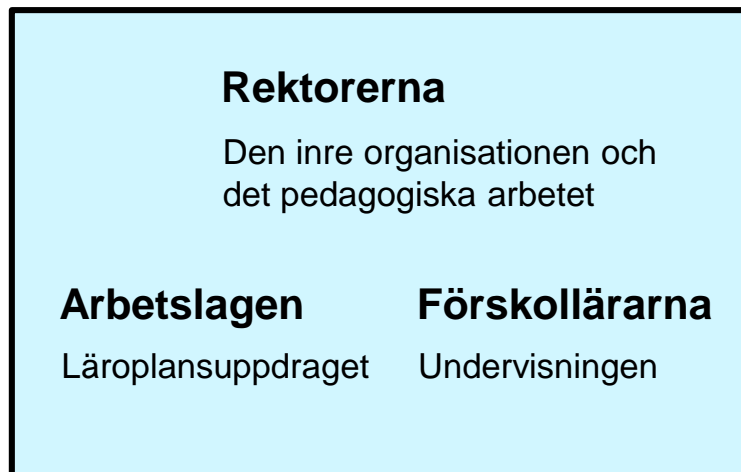 Rektorerna
Den inre organisationen och
det pedagogiska arbetet
Arbetslagen
Läroplansuppdraget
Förskollärarna
Undervisningen